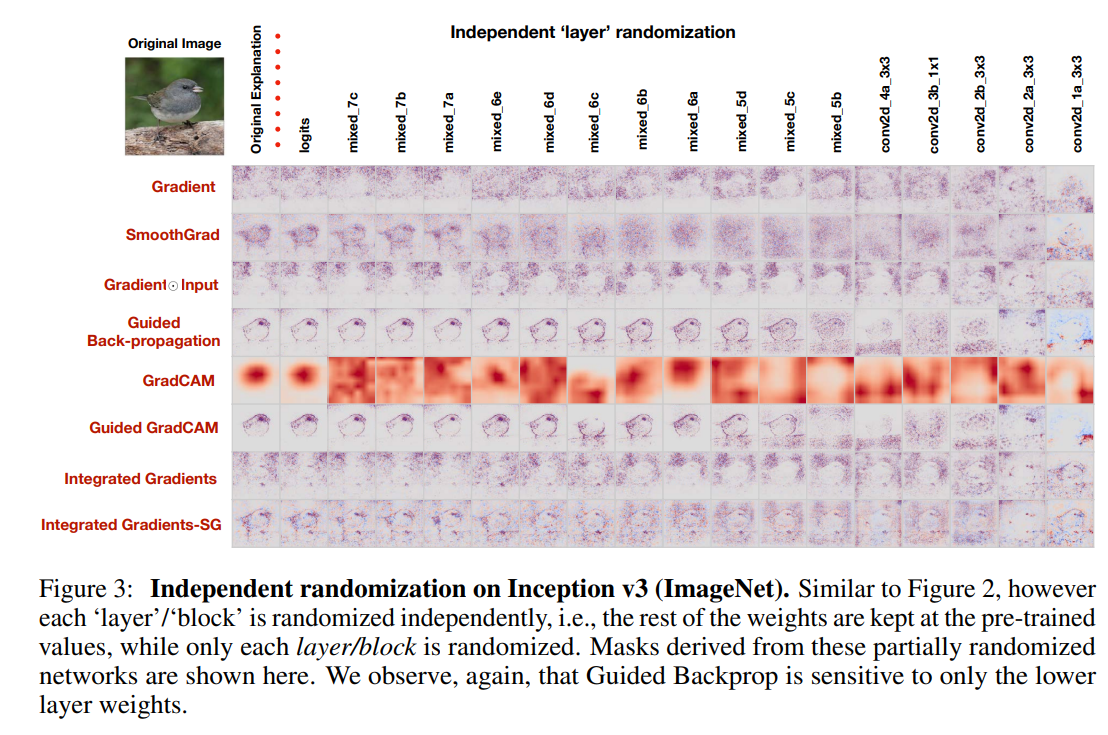 Independent ‘layer’ randomization
Original Image
Original Explanation
logits
mixed_7c
mixed_7b
mixed_7a
mixed_6e
mixed_6d
mixed_6c
mixed_6b
mixed_6a
mixed_5d
mixed_5c
mixed_5b
conv2d_4a_3x3
conv2d_3b_1x1
conv2d_2b_3x3
conv2d_2a_3x3
conv2d_1a_3x3
Gradient
SmoothGrad
Gradient⊙Input
Guided
Back-propagation
GradCAM
Guided GradCAM
Integrated Gradients
Integrated Gradients-SG
Figure 3: Independent randomization on Inception v3 (ImageNet). Similar to Figure 2, however
each ‘layer’/‘block’ is randomized independently, i.e., the rest of the weights are kept at the pre-trained
values, while only each layer/block is randomized. Masks derived from these partially randomized
networks are shown here. We observe, again, that Guided Backprop is sensitive to only the lower
layer weights.